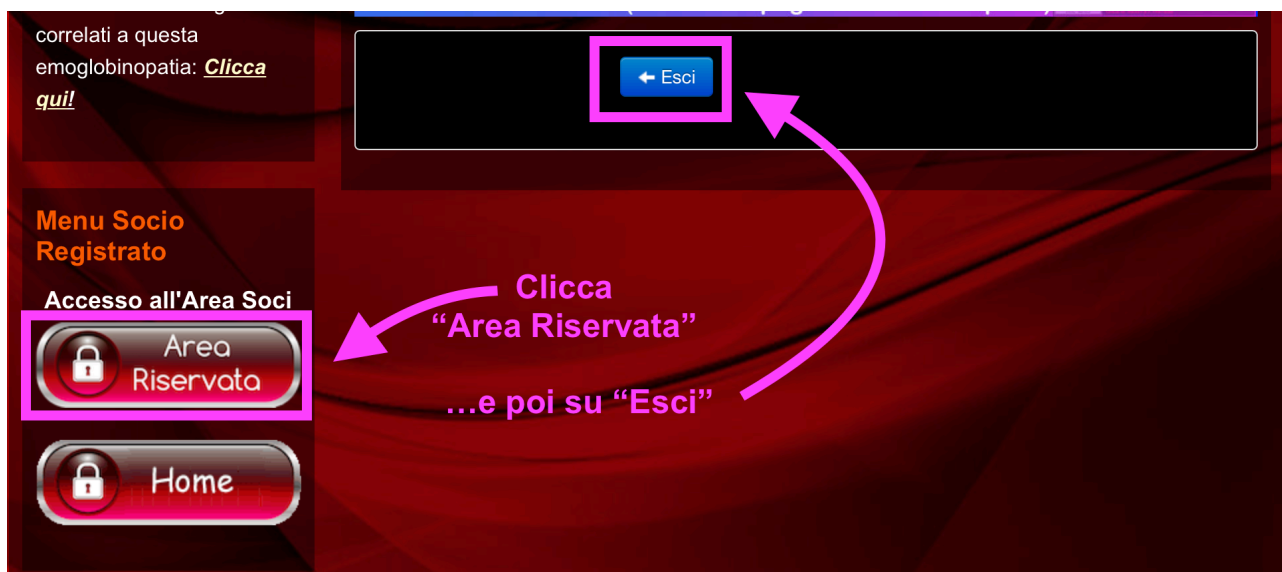 correlati a questa
emoglobinopatia: Clicca
qui!
Esci
Menu Socio
Registrato
Accesso all'Area Soci
Area
Riservata
Home
Clicca
“Area Riservata”
…e poi su “Esci”